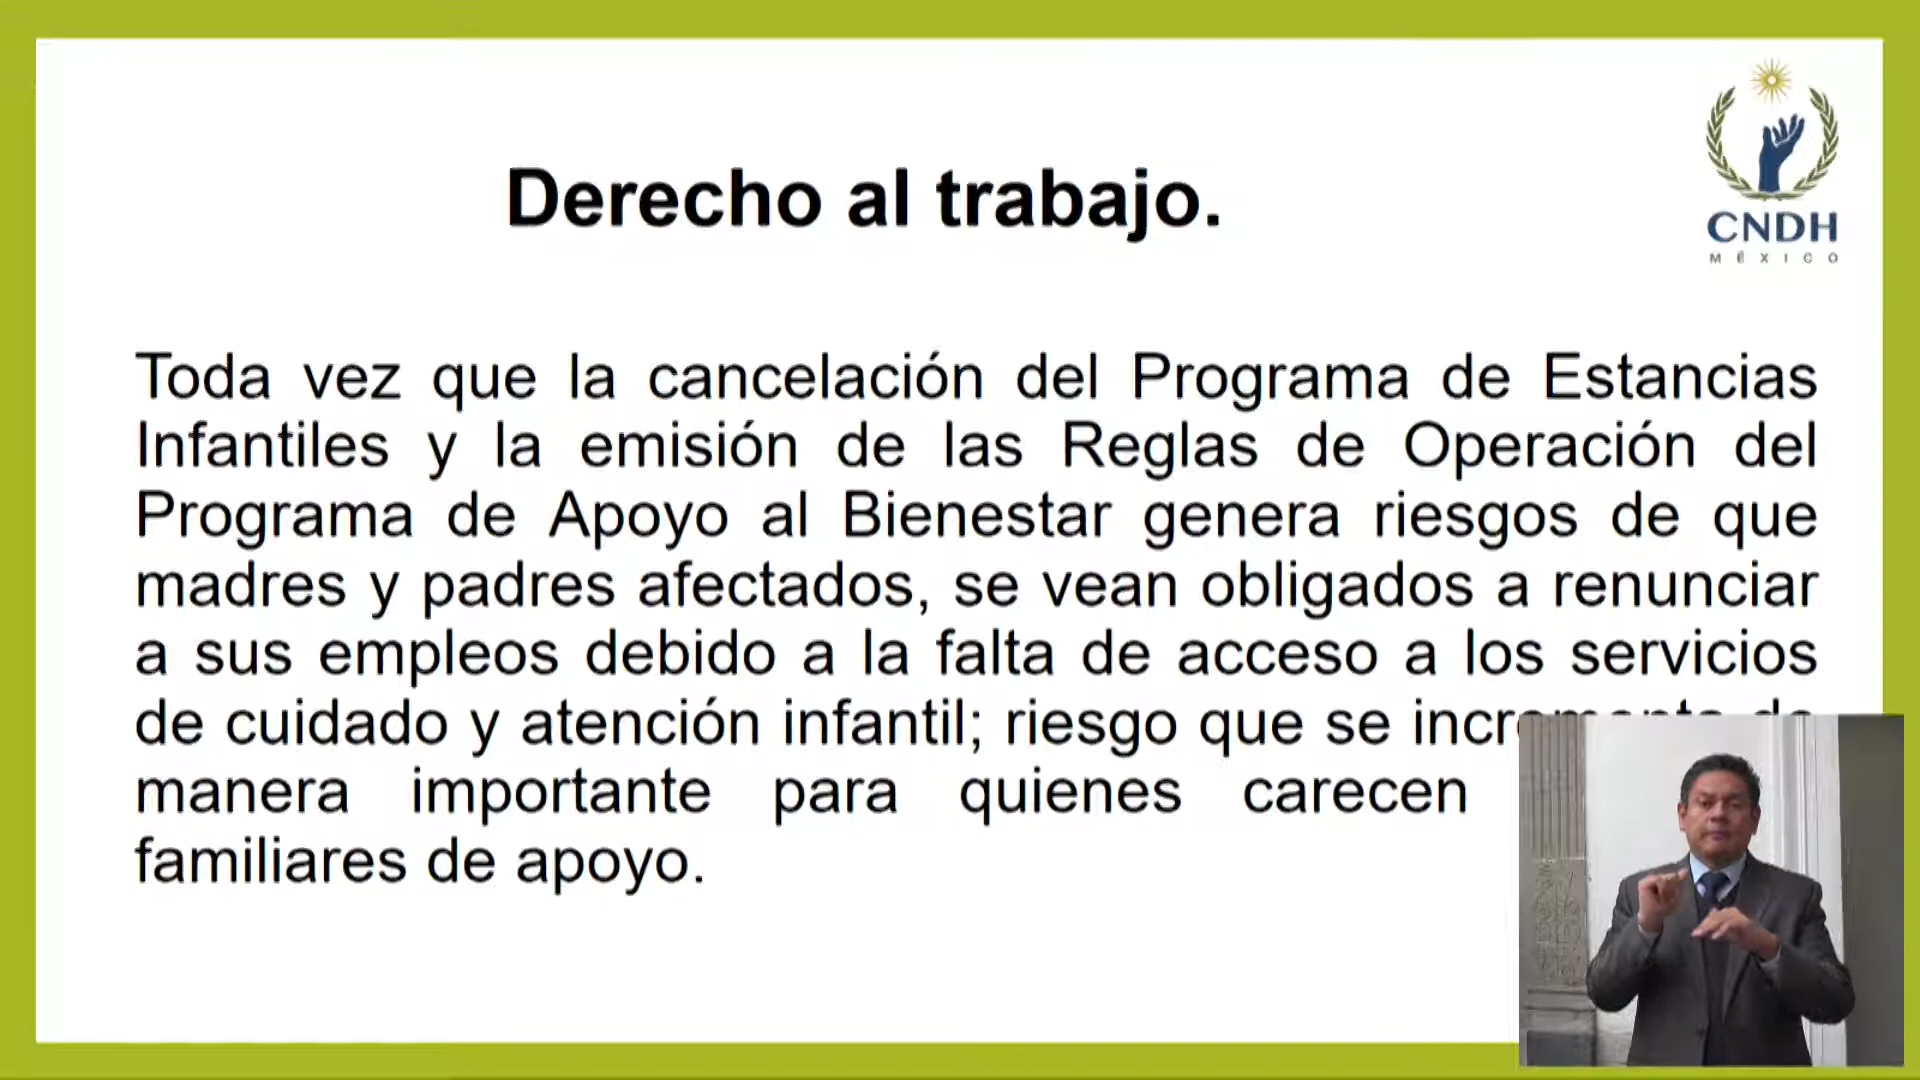 Derecho al trabajo.
CNDH
MÉXICO
Toda vez que la cancelación del Programa de Estancias
Infantiles y la emisión de las Reglas de Operación del
Programa de Apoyo al Bienestar genera riesgos de que
madres y padres afectados, se vean obligados a renunciar
a sus empleos debido a la falta de acceso a los servicios
de cuidado y atención infantil; riesgo que se incrementa de
manera importante para quienes carecen
familiares de apoyo.